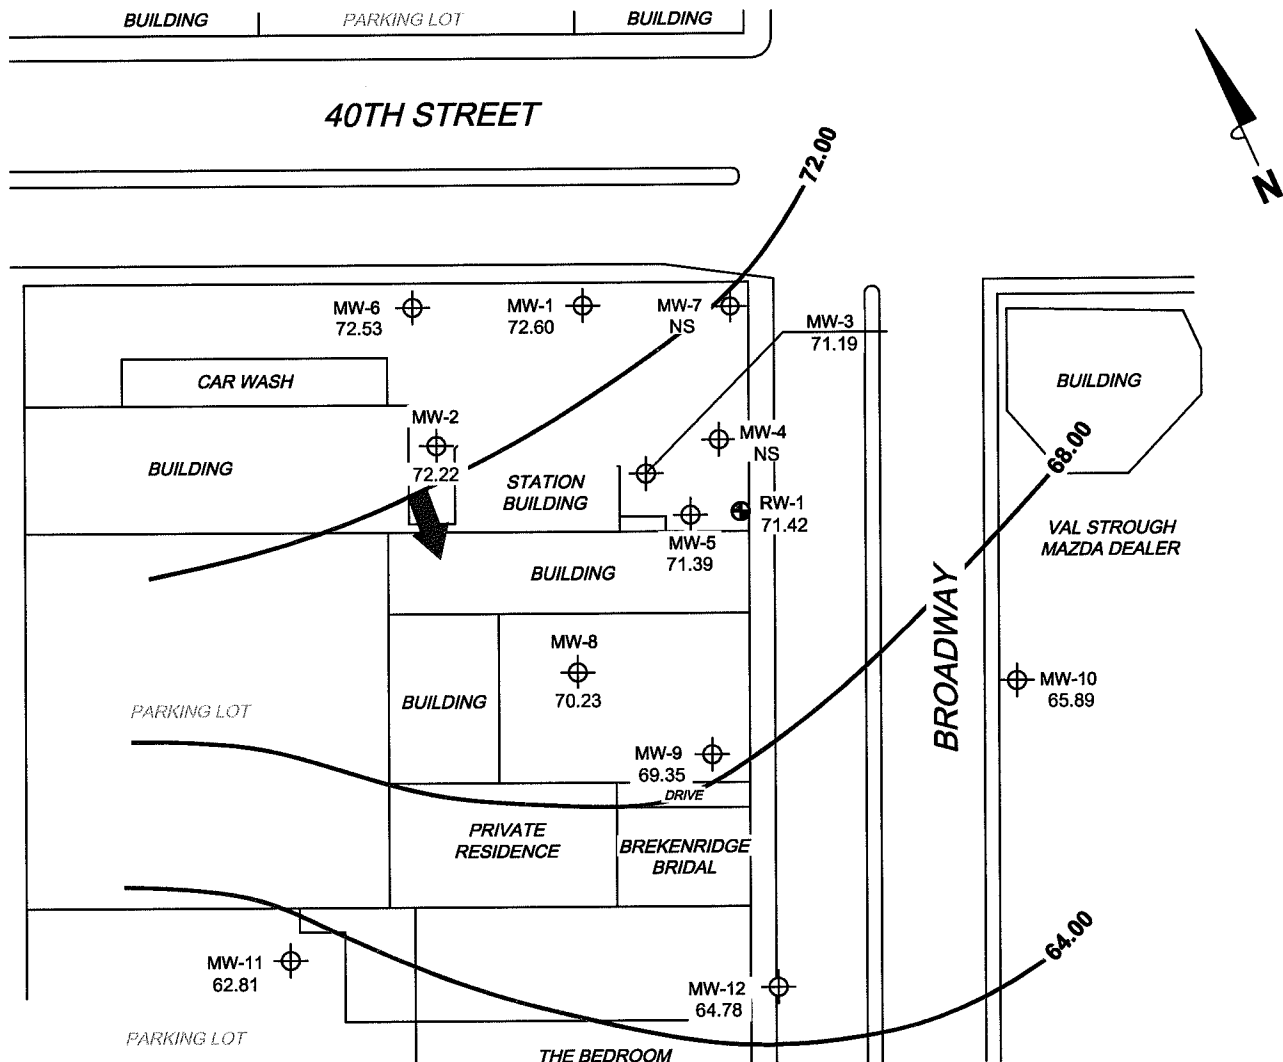 BUILDING
PARKING LOT
BUILDING
40TH STREET
72.00
N
MW-6
72.53
MW-1
72.60
MW-7
NS
MW-3
71.19
CAR WASH
BUILDING
MW-2
72.22
MW-4
NS
68.00
BUILDING
STATION
BUILDING
RW-1
71.42
MW-5
71.39
VAL STROUGH
MAZDA DEALER
BUILDING
BROADWAY
MW-8
70.23
MW-10
65.89
BUILDING
PARKING LOT
MW-9
69.35
DRIVE
PRIVATE
RESIDENCE
BREKENRIDGE
BRIDAL
64.00
MW-11
62.81
MW-12
64.78
PARKING LOT
THE BEDROOM